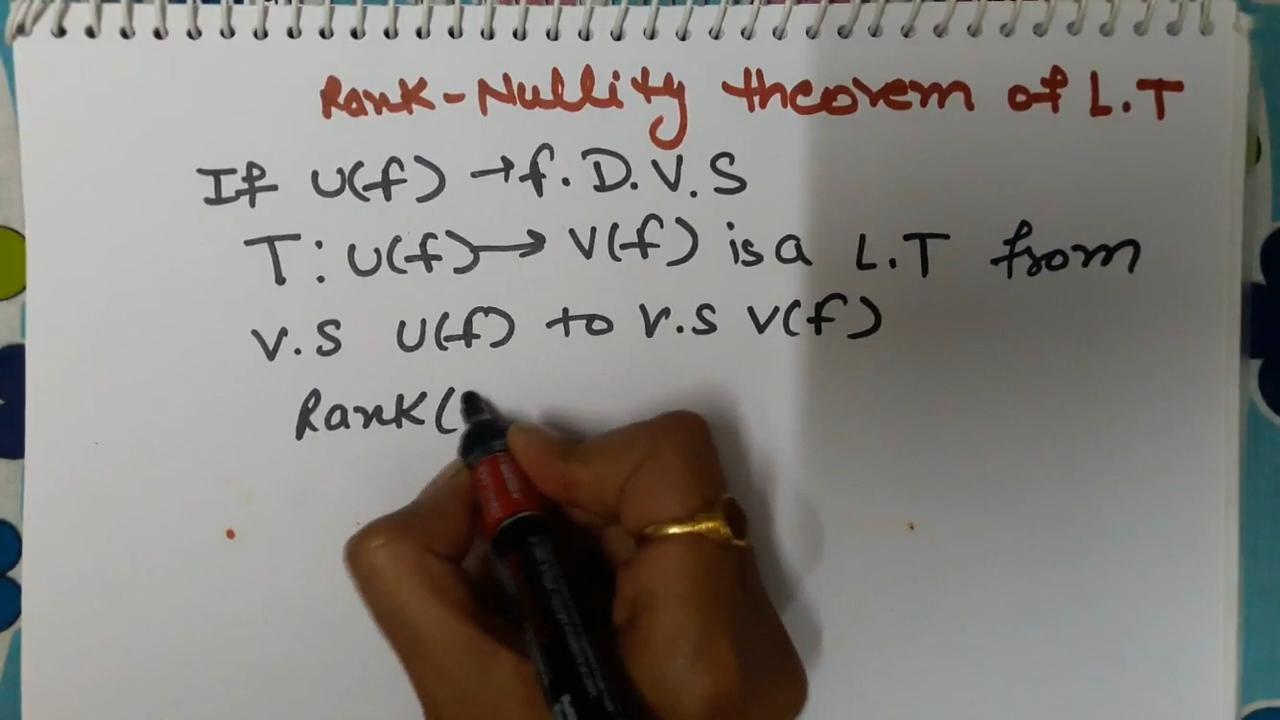 Rank-Nullity theorem of L.T
If U(f) → f.D.V.S
T: U(f) → V(f) is a L.T from
V.S U(f) to V.S V(f)
Rank(